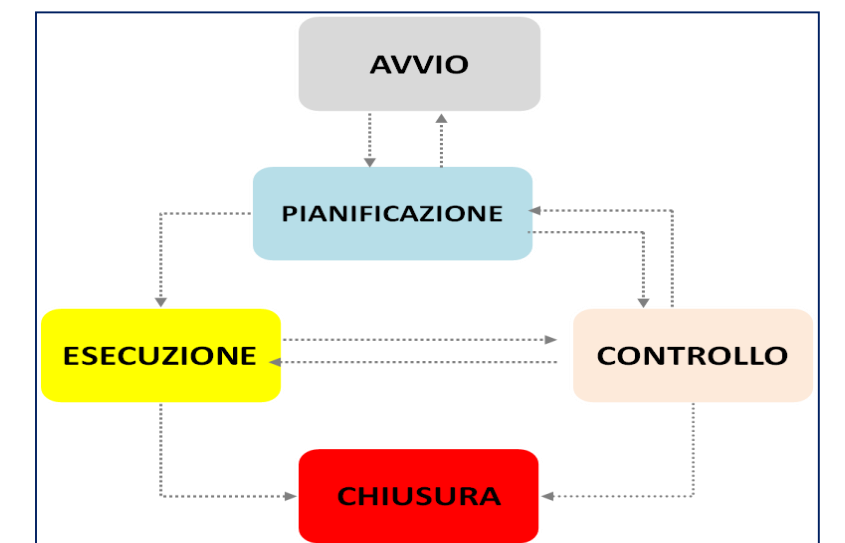 AVVIO
PIANIFICAZIONE
ESECUZIONE
CONTROLLO
CHIUSURA